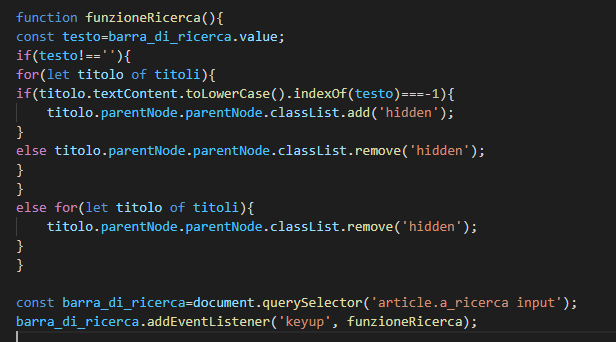 function funzioneRicerca(){
const testo=barra_di_ricerca.value;
if(testo!==''){
for(let titolo of titoli){
if(titolo.textContent.toLowerCase().indexOf(testo)===-1){
    titolo.parentNode.parentNode.classList.add('hidden');
}
else titolo.parentNode.parentNode.classList.remove('hidden');
}
}
else for(let titolo of titoli){
    titolo.parentNode.parentNode.classList.remove('hidden');
}
}

const barra_di_ricerca=document.querySelector('article.a_ricerca input');
barra_di_ricerca.addEventListener('keyup', funzioneRicerca);